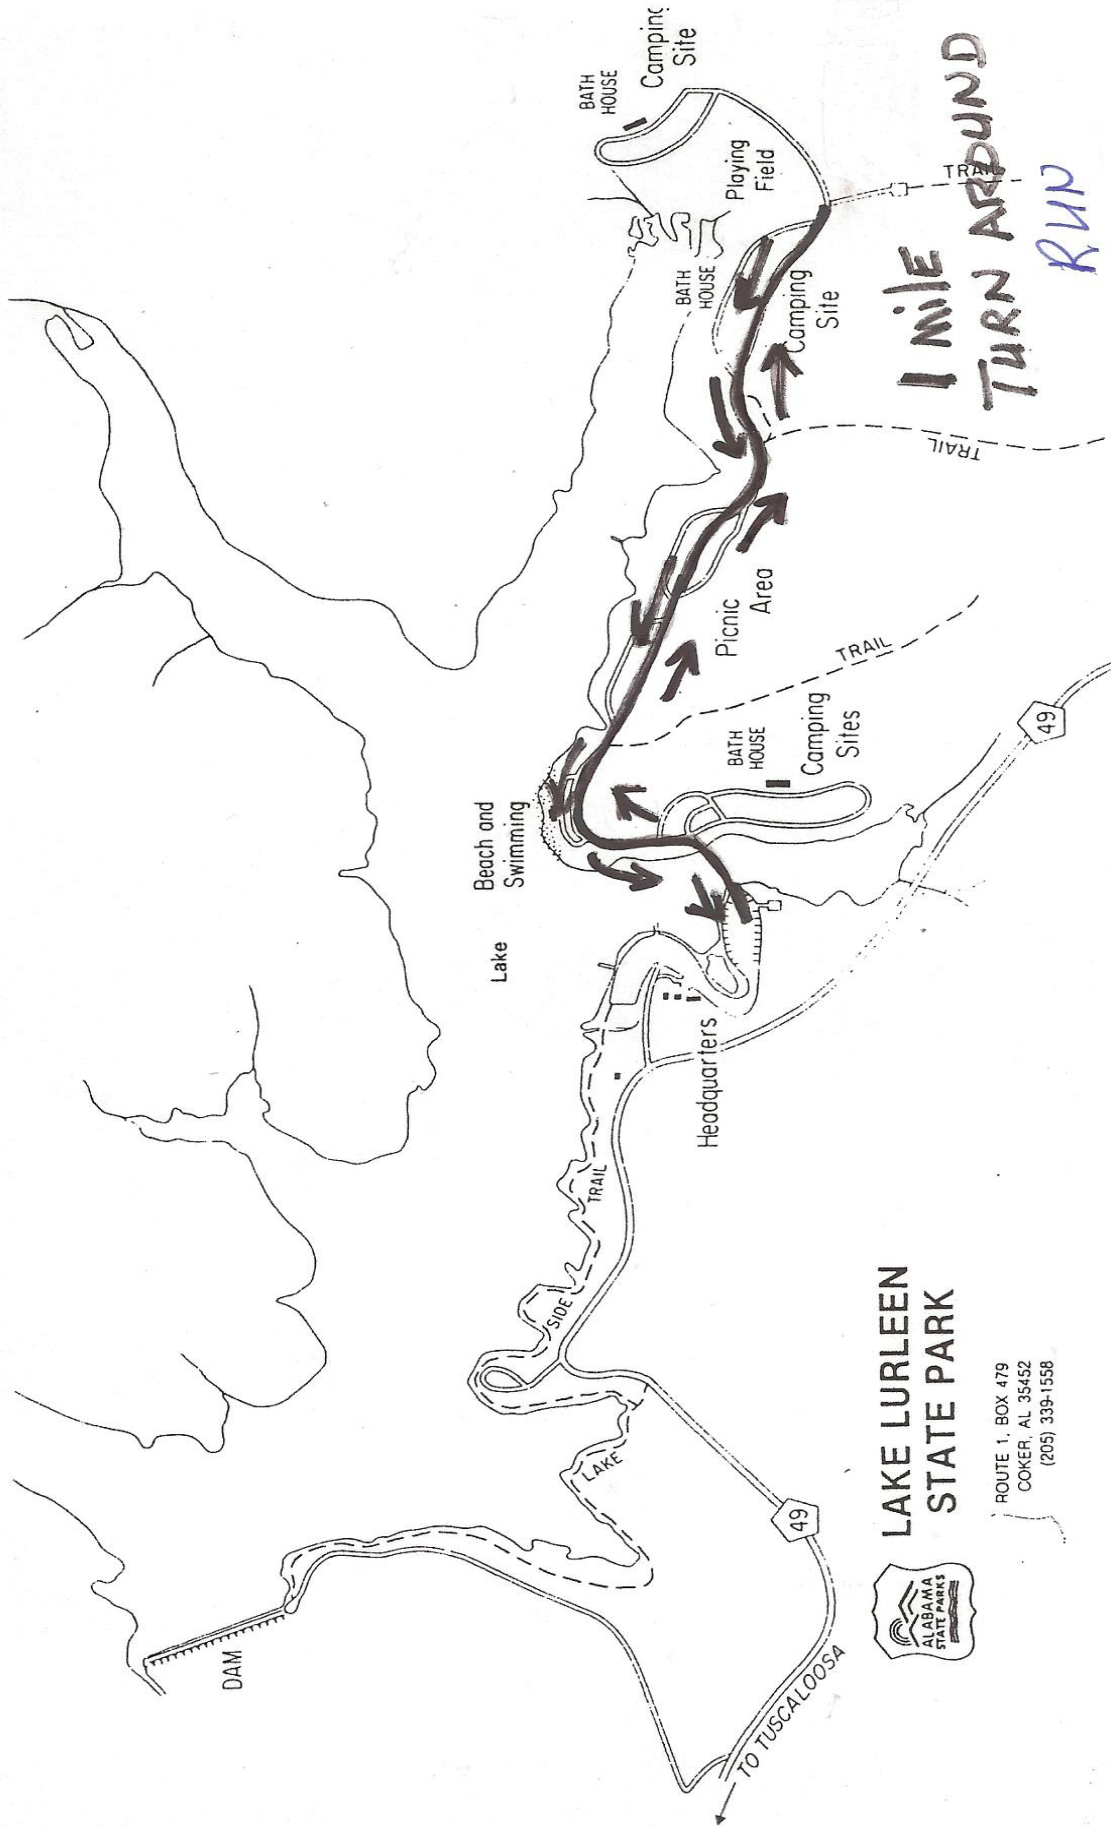 DAM
TO TUSCALOOSA
49
LAKE
SIDE
TRAIL
Headquarters
Lake
Beach and
Swimming
BATH
HOUSE
Camping
Sites
TRAIL
49
Picnic
Area
TRAIL
BATH
HOUSE
Camping
Site
Playing
Field
TRAIL
BATH
HOUSE
Camping
Site
1 MilE
TURN AROUND
RUN
ALABAMA
STATE PARKS
LAKE LURLEEN
STATE PARK
ROUTE 1, BOX 479
COKER, AL 35452
(205) 339-1558